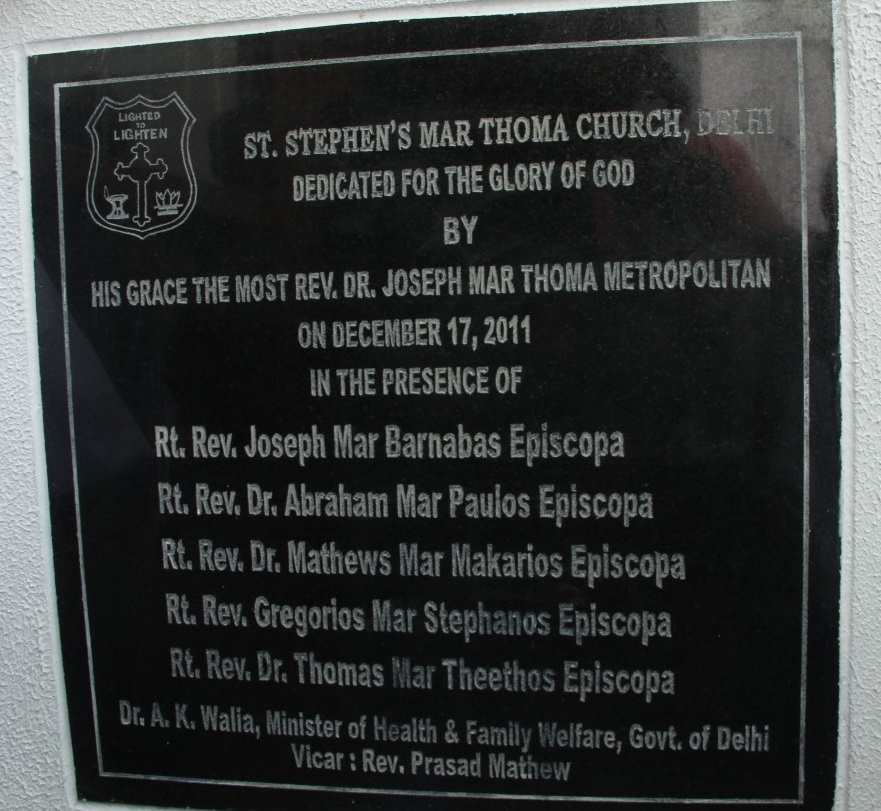 LIGHTED
TO
LIGHTEN
ST. STEPHEN'S MAR THOMA CHURCH, DELHI
DEDICATED FOR THE GLORY OF GOD
BY
HIS GRACE THE MOST REV. DR. JOSEPH MAR THOMA METROPOLITAN
ON DECEMBER 17, 2011
IN THE PRESENCE OF
Rt. Rev. Joseph Mar Barnabas Episcopa
Rt. Rev. Dr. Abraham Mar Paulos Episcopa
Rt. Rev. Dr. Mathews Mar Makarios Episcopa
Rt. Rev. Gregorios Mar Stephanos Episcopa
Rt. Rev. Dr. Thomas Mar Theethos Episcopa
Dr. A. K. Walia, Minister of Health & Family Welfare, Govt. of Delhi
Vicar : Rev. Prasad Mathew